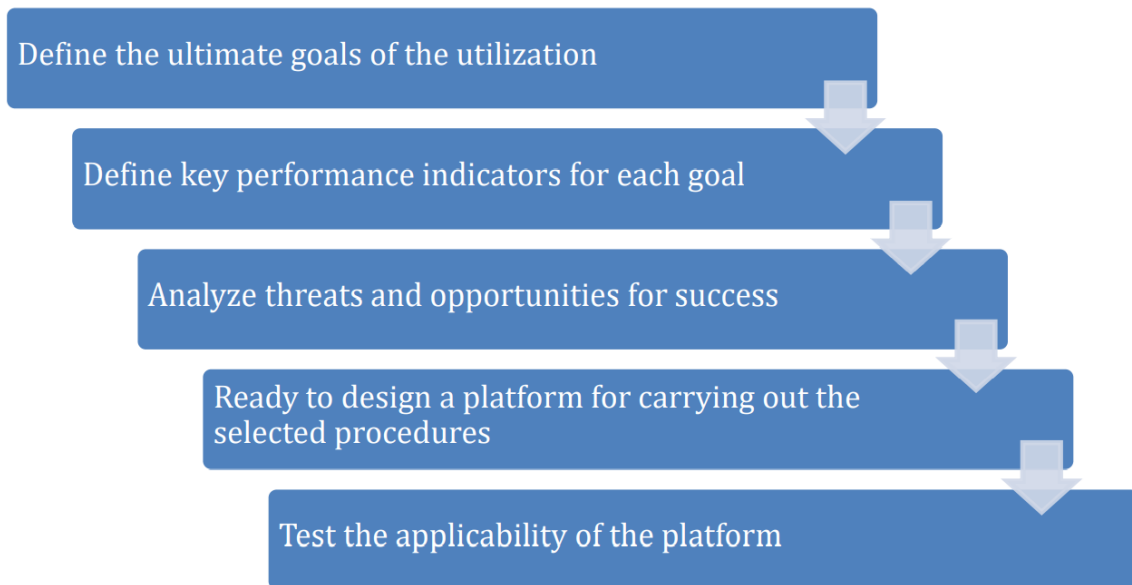 Define the ultimate goals of the utilization
Define key performance indicators for each goal
Analyze threats and opportunities for success
Ready to design a platform for carrying out the
selected procedures
Test the applicability of the platform